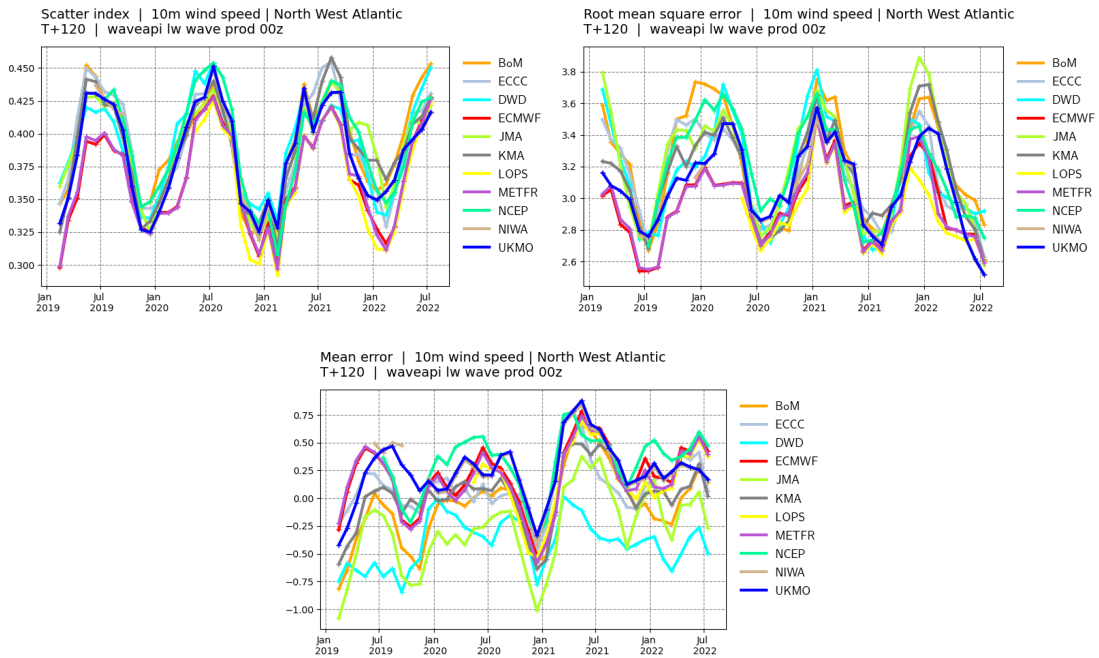 Scatter index | 10m wind speed | North West Atlantic
T+120 | waveapi lw wave prod 00z
0.450
0.425
0.400
0.375
0.350
0.325
0.300
Jan 2019
Jul
Jan 2020
Jul 2020
Jan 2021
Jul 2021
Jan 2022
Jul 2022
BoM
ECCC
DWD
ECMWF
JMA
KMA
LOPS
METFR
NCEP
NIWA
UKMO
Root mean square error | 10m wind speed | North West Atlantic
T+120 | waveapi lw wave prod 00z
3.8
3.6
3.4
3.2
3.0
2.8
2.6
Jan 2019
Jul 2019
Jan 2020
Jul 2020
Jan 2021
Jul 2021
Jan 2022
Jul 2022
BoM
ECCC
DWD
ECMWF
JMA
KMA
LOPS
METFR
NCEP
NIWA
UKMO
Mean error | 10m wind speed | North West Atlantic
T+120 | waveapi lw wave prod 00z
0.75
0.50
0.25
0.00
−0.25
−0.50
−0.75
−1.00
Jan 2019
Jul 2019
Jan 2020
Jul 2020
Jan 2021
Jul 2021
Jan 2022
Jul 2022
BoM
ECCC
DWD
ECMWF
JMA
KMA
LOPS
METFR
NCEP
NIWA
UKMO